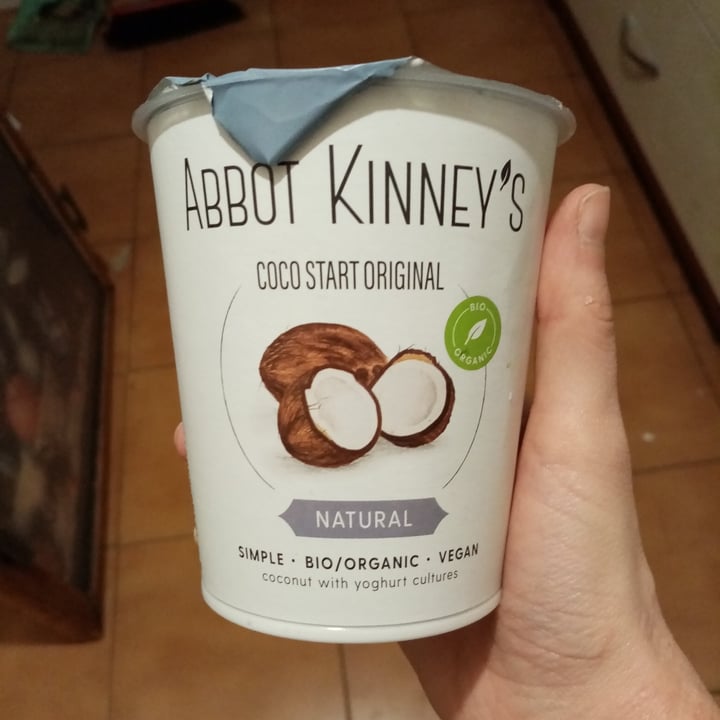 ABBOT KINNEY'S
COCO START ORIGINAL
BIO
ORGANIC
NATURAL
SIMPLE · BIO/ORGANIC · VEGAN
coconut with yoghurt cultures